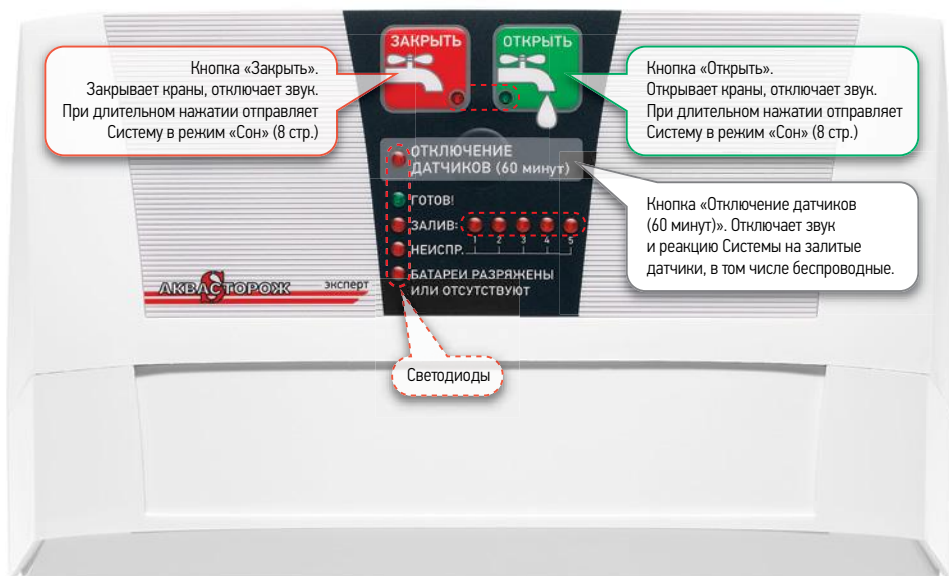 ЗАКРЫТЬ
ОТКРЫТЬ
Кнопка «Закрыть».
Закрывает краны, отключает звук.
При длительном нажатии отправляет
Систему в режим «Сон» (8 стр.)
Кнопка «Открыть».
Открывает краны, отключает звук.
При длительном нажатии отправляет
Систему в режим «Сон» (8 стр.)
ОТКЛЮЧЕНИЕ
ДАТЧИКОВ (60 минут)
Кнопка «Отключение датчиков
(60 минут)». Отключает звук
и реакцию Системы на залитые
датчики, в том числе беспроводные.
ГОТОВ!
ЗАЛИВ:
1 2 3 4 5
НЕИСПР.
БАТАРЕИ РАЗРЯЖЕНЫ
ИЛИ ОТСУТСТВУЮТ
АКВАСТОРОЖ эксперт
Светодиоды